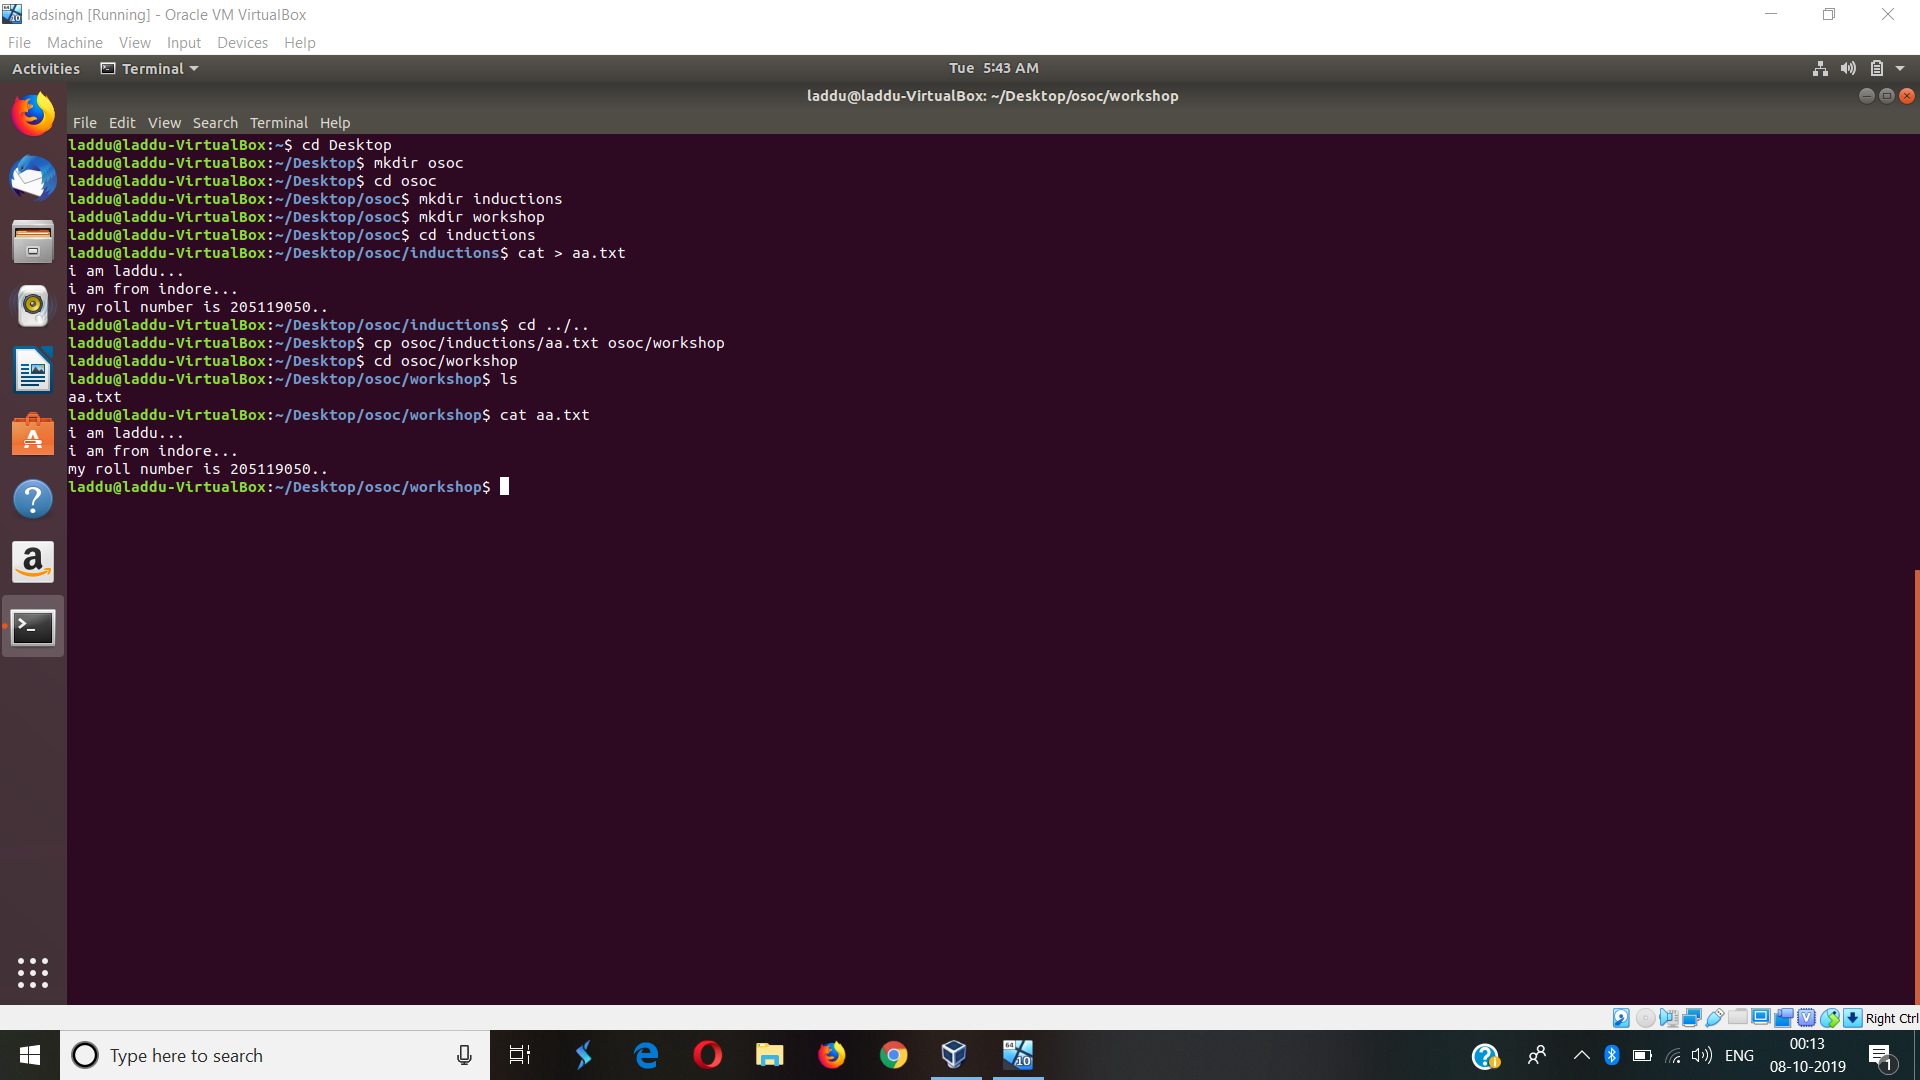 ladsingh [Running] - Oracle VM VirtualBox
File Machine View Input Devices Help
Activities Terminal Tue 5:43 AM
laddu@laddu-VirtualBox: ~/Desktop/osoc/workshop
File Edit View Search Terminal Help
laddu@laddu-VirtualBox:~$ cd Desktop
laddu@laddu-VirtualBox:~/Desktop$ mkdir osoc
laddu@laddu-VirtualBox:~/Desktop$ cd osoc
laddu@laddu-VirtualBox:~/Desktop/osoc$ mkdir inductions
laddu@laddu-VirtualBox:~/Desktop/osoc$ mkdir workshop
laddu@laddu-VirtualBox:~/Desktop/osoc$ cd inductions
laddu@laddu-VirtualBox:~/Desktop/osoc/inductions$ cat > aa.txt
i am laddu...
i am from indore...
my roll number is 205119050..
laddu@laddu-VirtualBox:~/Desktop/osoc/inductions$ cd ../..
laddu@laddu-VirtualBox:~/Desktop$ cp osoc/inductions/aa.txt osoc/workshop
laddu@laddu-VirtualBox:~/Desktop$ cd osoc/workshop
laddu@laddu-VirtualBox:~/Desktop/osoc/workshop$ ls
aa.txt
laddu@laddu-VirtualBox:~/Desktop/osoc/workshop$ cat aa.txt
i am laddu...
i am from indore...
my roll number is 205119050..
laddu@laddu-VirtualBox:~/Desktop/osoc/workshop$
Right Ctrl
Type here to search
ENG
00:13
08-10-2019
1